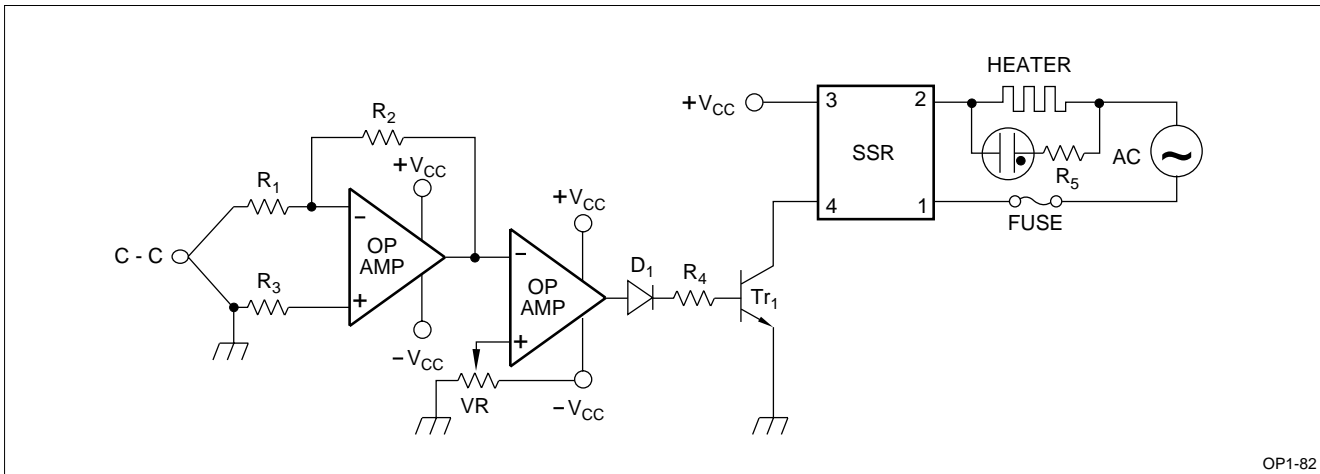 HEATER
+VCC
3
2
SSR
AC
R5
4
1
FUSE
R2
+VCC
R1
−
OP
AMP
C - C
R3
+
−VCC
+VCC
−
OP
AMP
D1
R4
Tr1
+
VR
−VCC
OP1-82